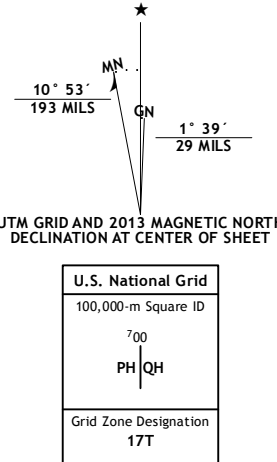 ★
MN
10° 53´
193 MILS
GN
1° 39´
29 MILS
UTM GRID AND 2013 MAGNETIC NORTH
DECLINATION AT CENTER OF SHEET
U.S. National Grid
100,000-m Square ID
⁷00
PH QH
Grid Zone Designation
17T